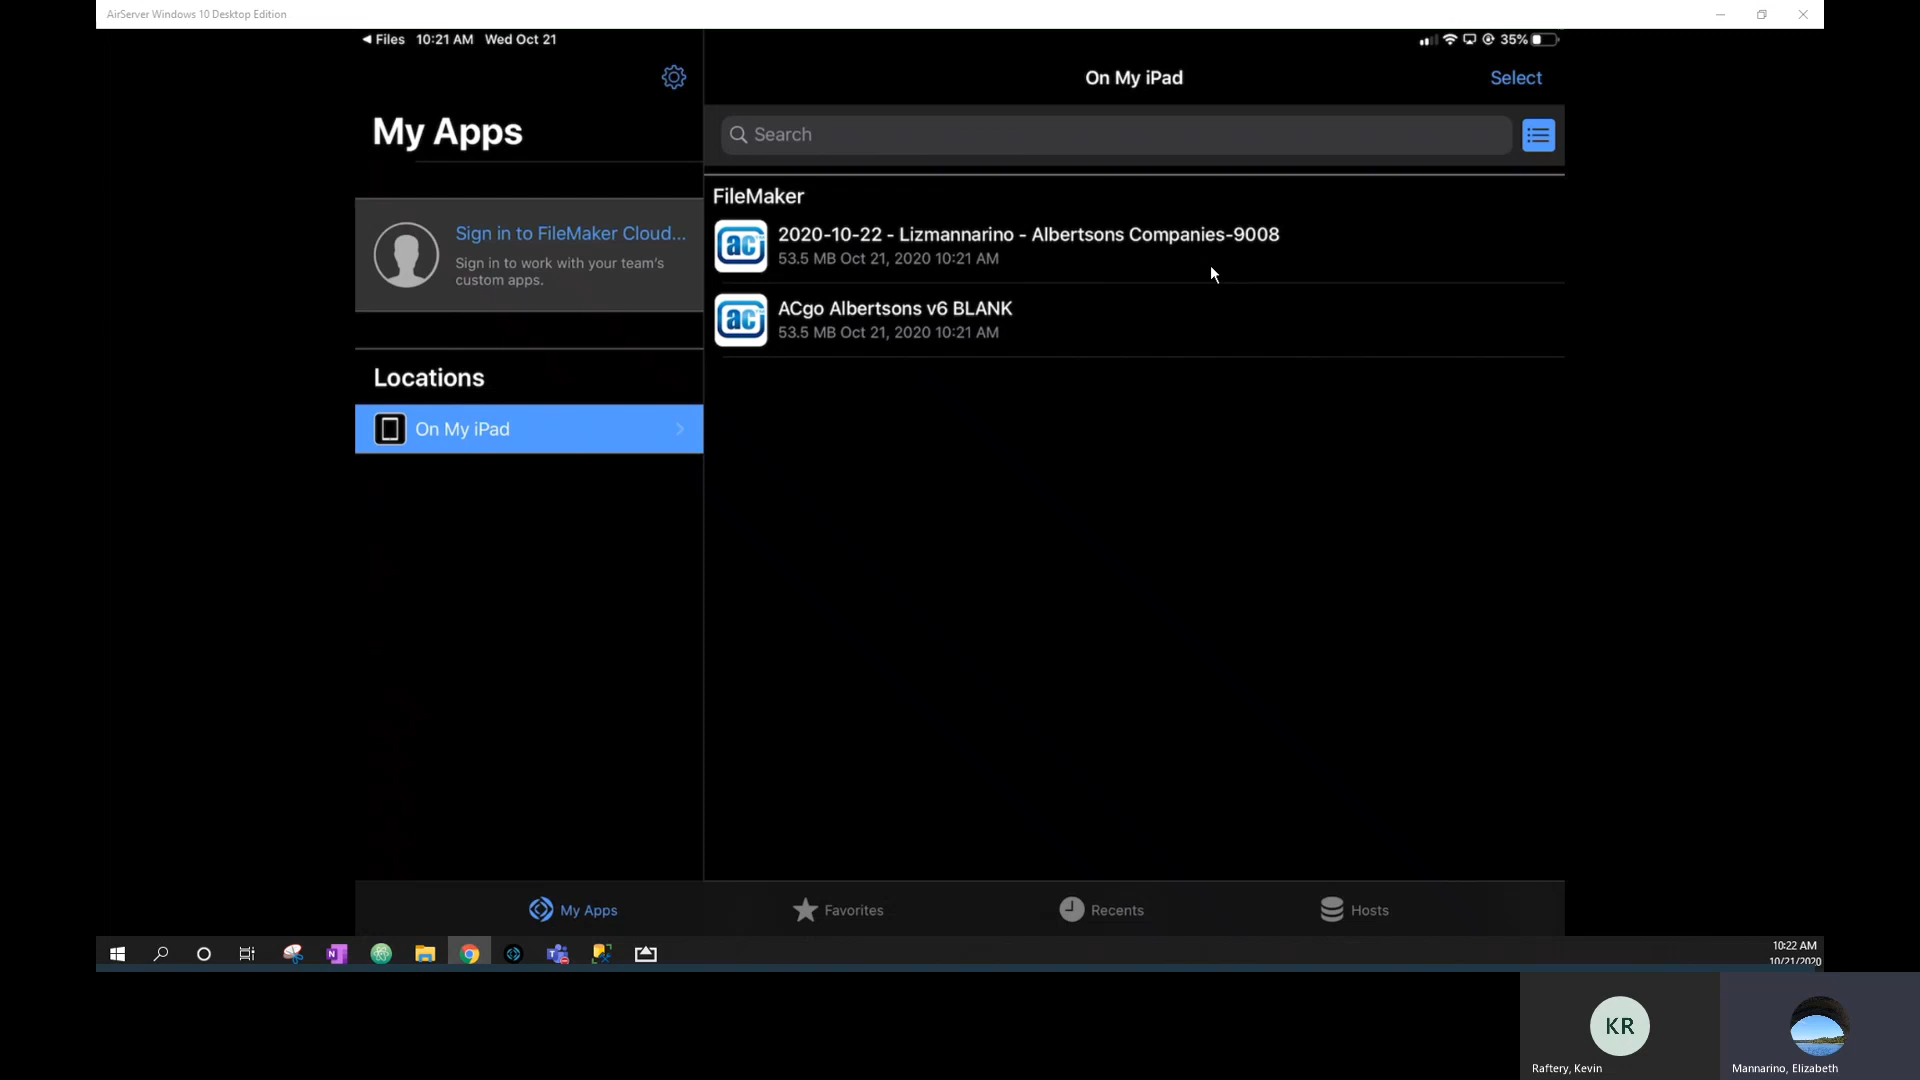 AirServer Windows 10 Desktop Edition
Files 10:21 AM Wed Oct 21
35%
On My iPad
Select
My Apps
Search
FileMaker
Sign in to FileMaker Cloud...
Sign in to work with your team's
custom apps.
ac
2020-10-22 - Lizmannarino - Albertsons Companies-9008
53.5 MB Oct 21, 2020 10:21 AM
ac
ACgo Albertsons v6 BLANK
53.5 MB Oct 21, 2020 10:21 AM
Locations
On My iPad
My Apps
Favorites
Recents
Hosts
N
T
10:22 AM
10/21/2020
KR
Raftery, Kevin
Mannarino, Elizabeth